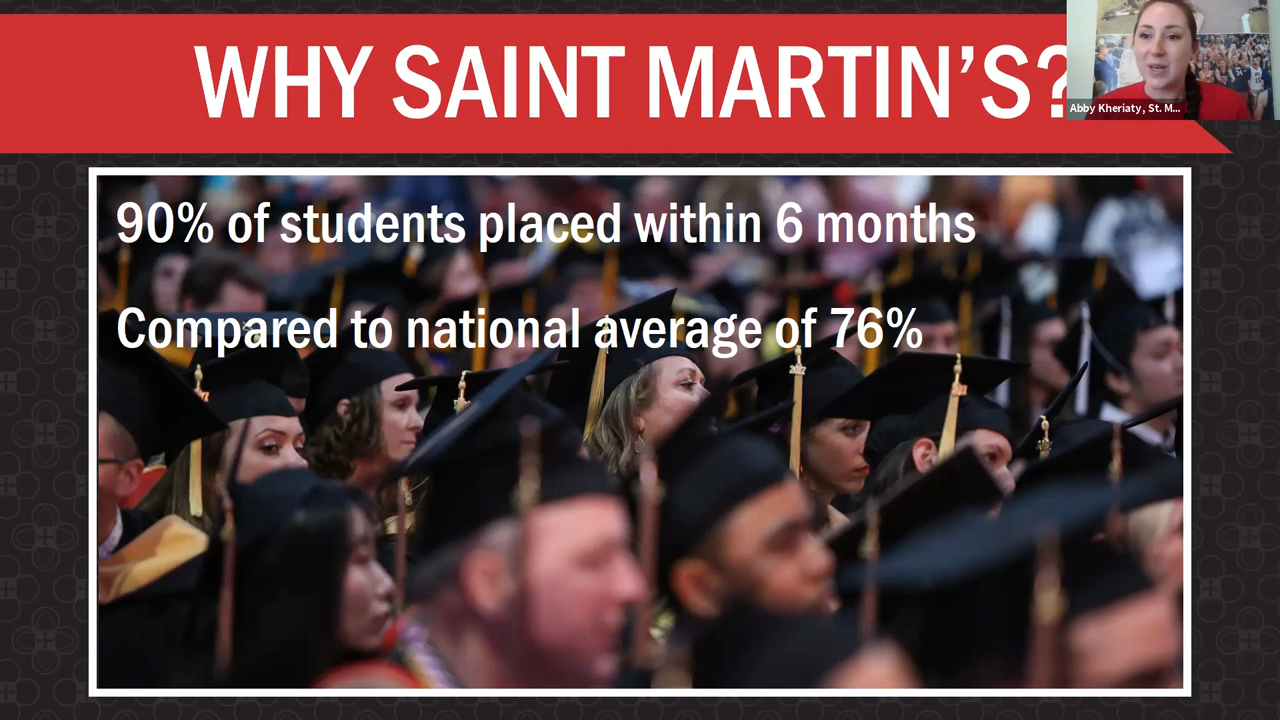 WHY SAINT MARTIN'S?
Abby Kheriaty, St. M...
90% of students placed within 6 months
Compared to national average of 76%